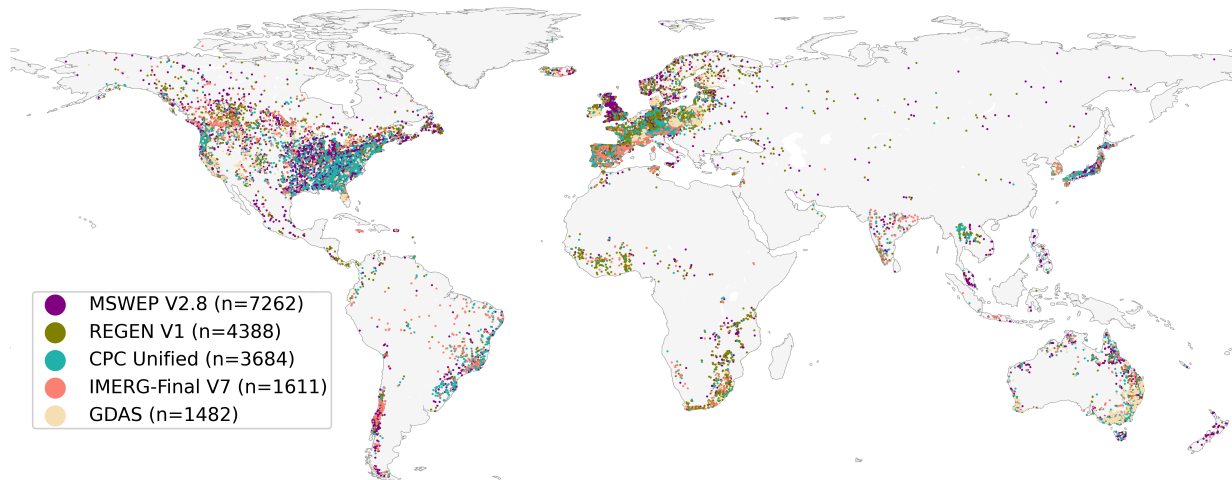 MSWEP V2.8 (n=7262)
REGEN V1 (n=4388)
CPC Unified (n=3684)
IMERG-Final V7 (n=1611)
GDAS (n=1482)